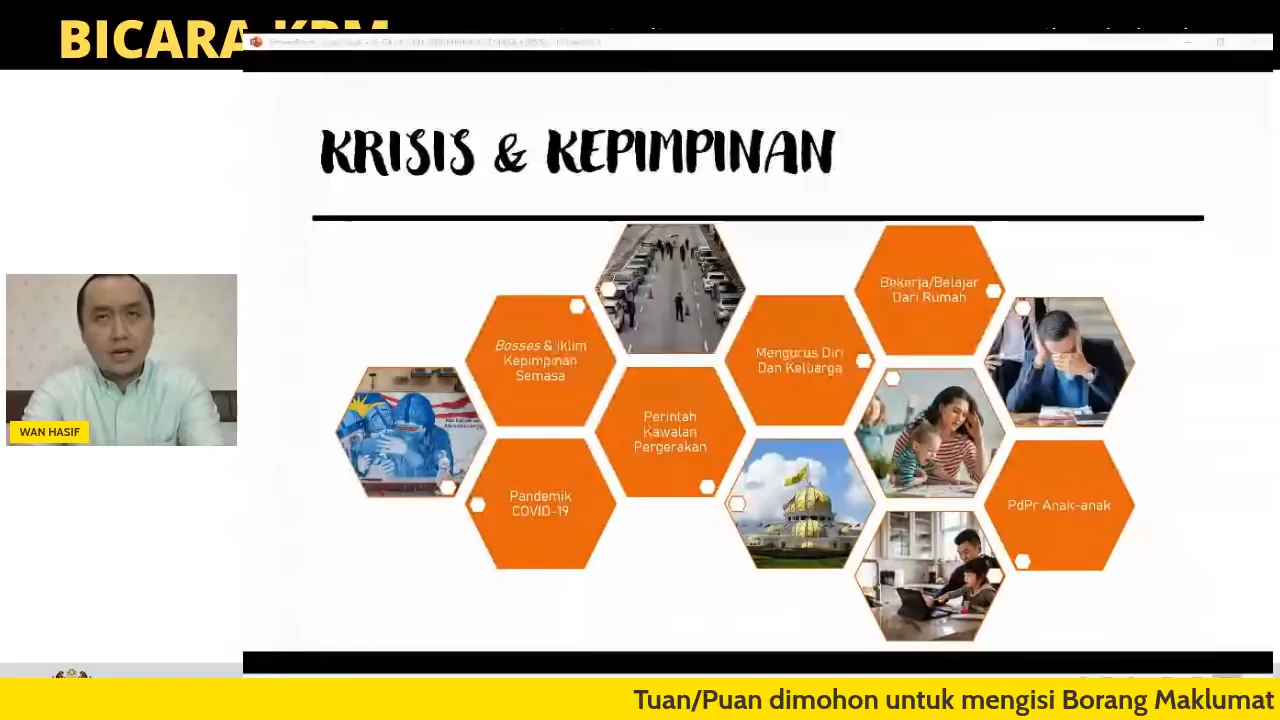 BICARA KPM
KRISIS & KEPIMPINAN
Bekerja/Belajar
Dari Rumah
Bosses & Iklim
Kepimpinan
Semasa
Mengurus Diri
Dan Keluarga
Perintah
Kawalan
Pergerakan
Pandemik
COVID-19
PdPr Anak-anak
WAN HASIF
Tuan/Puan dimohon untuk mengisi Borang Maklumat